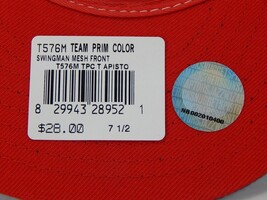 T576M TEAM PRIM COLOR
SWINGMAN MESH FRONT
T576M TPC T APISTO
8 29943 28952 1
$28.00 7 1/2